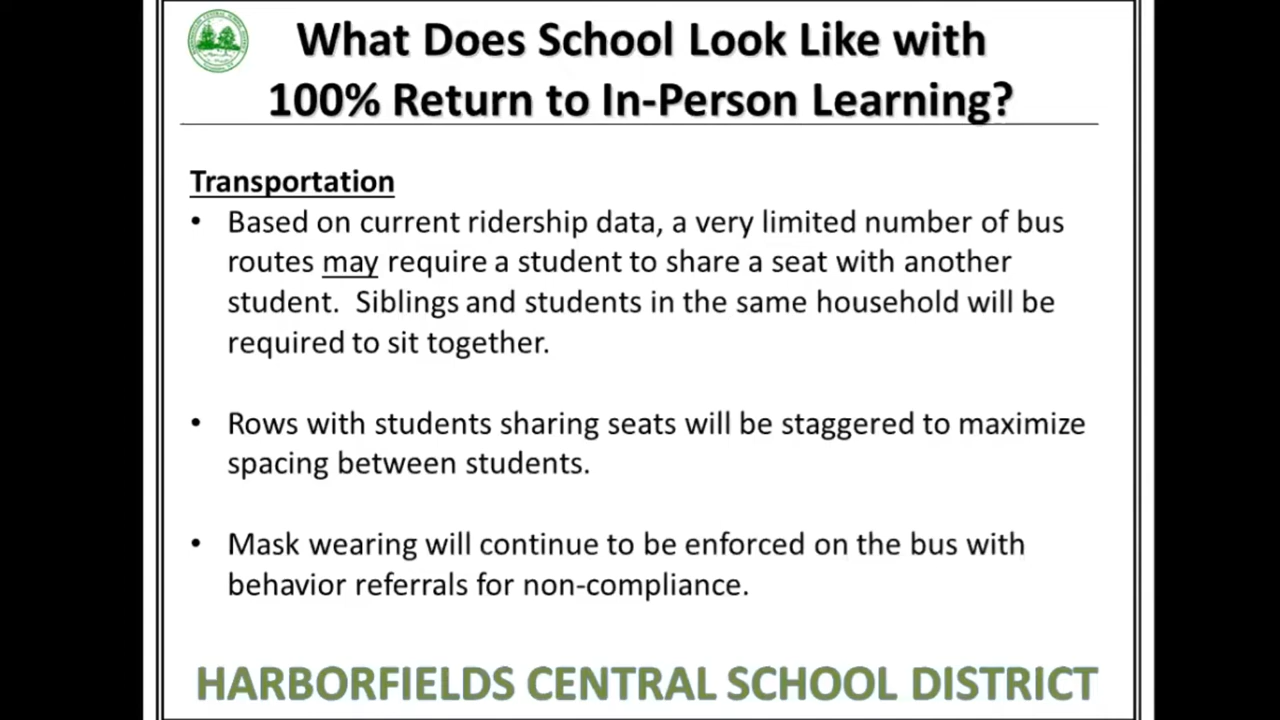 What Does School Look Like with
100% Return to In-Person Learning?
Transportation
• Based on current ridership data, a very limited number of bus
routes may require a student to share a seat with another
student.  Siblings and students in the same household will be
required to sit together.
• Rows with students sharing seats will be staggered to maximize
spacing between students.
• Mask wearing will continue to be enforced on the bus with
behavior referrals for non-compliance.
HARBORFIELDS CENTRAL SCHOOL DISTRICT